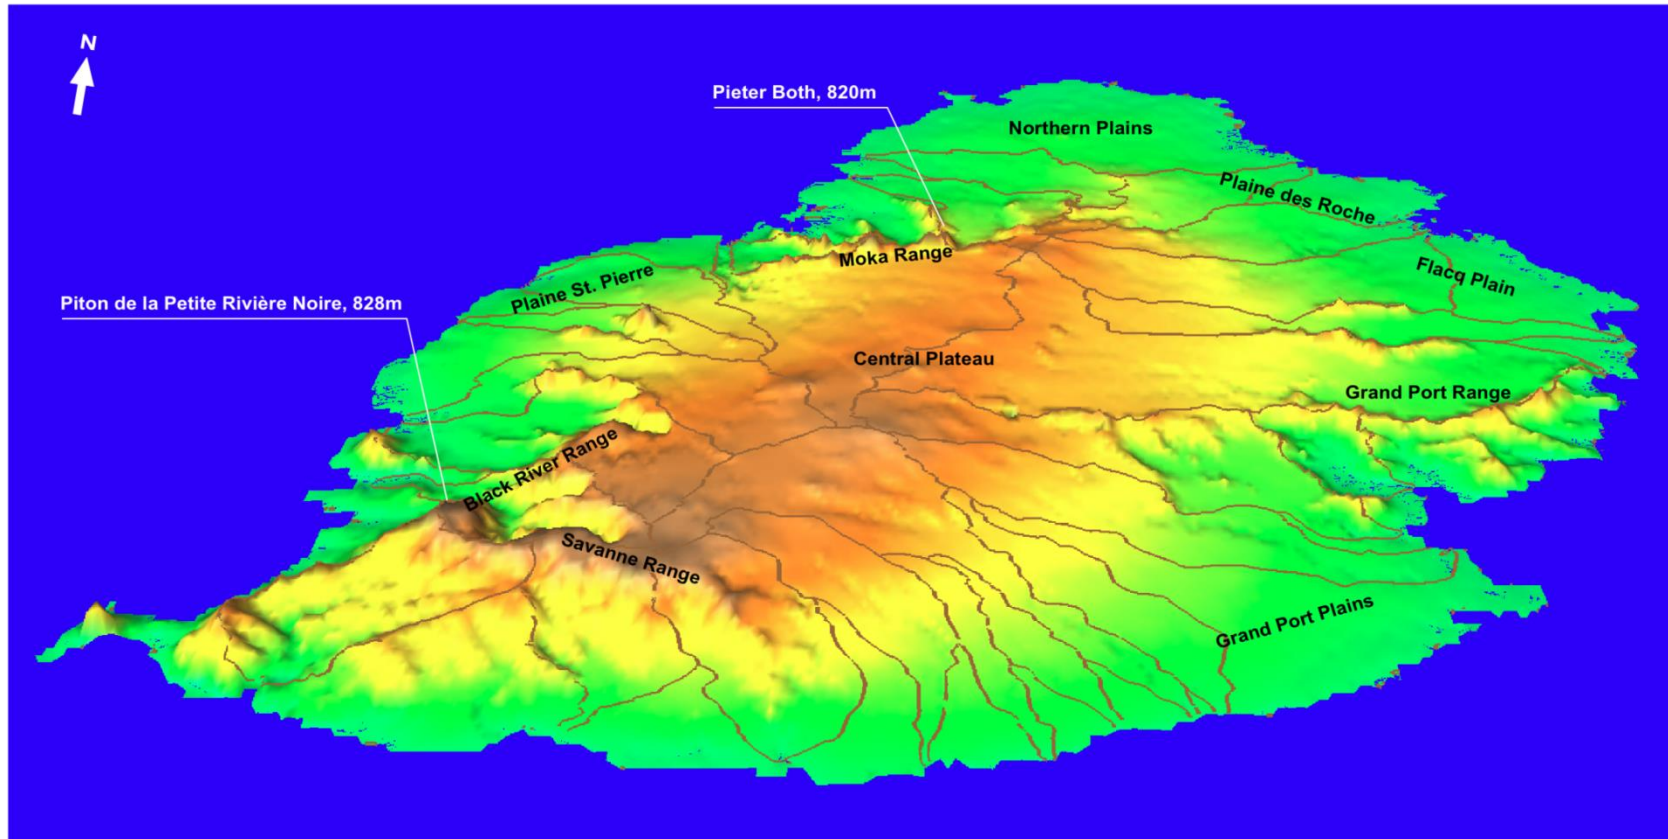 N
Pieter Both, 820m
Northern Plains
Plaine des Roche
Moka Range
Flacq Plain
Plaine St. Pierre
Piton de la Petite Rivière Noire, 828m
Central Plateau
Grand Port Range
Black River Range
Savanne Range
Grand Port Plains